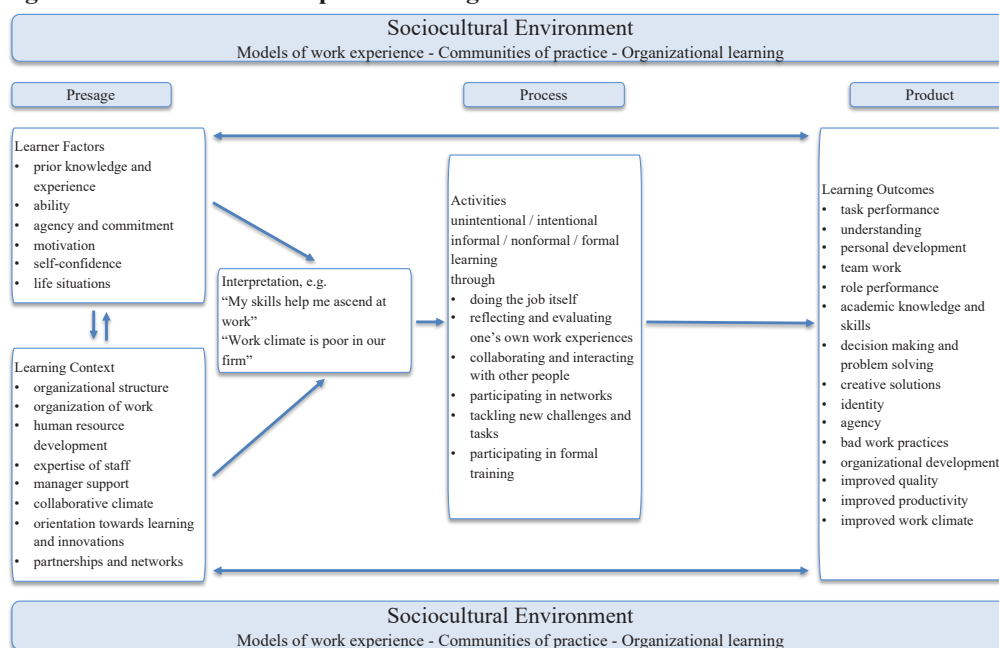 Sociocultural Environment
Models of work experience - Communities of practice - Organizational learning
Presage
Process
Product
Learner Factors
• prior knowledge and
experience
• ability
• agency and commitment
• motivation
• self-confidence
• life situations
Learning Context
• organizational structure
• organization of work
• human resource
development
• expertise of staff
• manager support
• collaborative climate
• orientation towards learning
and innovations
• partnerships and networks
Interpretation, e.g.
“My skills help me ascend at
work”
“Work climate is poor in our
firm”
Activities
unintentional / intentional
informal / nonformal / formal
learning
through
• doing the job itself
• reflecting and evaluating
one’s own work experiences
• collaborating and interacting
with other people
• participating in networks
• tackling new challenges and
tasks
• participating in formal
training
Learning Outcomes
• task performance
• understanding
• personal development
• team work
• role performance
• academic knowledge and
skills
• decision making and
problem solving
• creative solutions
• identity
• agency
• bad work practices
• organizational development
• improved quality
• improved productivity
• improved work climate
Sociocultural Environment
Models of work experience - Communities of practice - Organizational learning